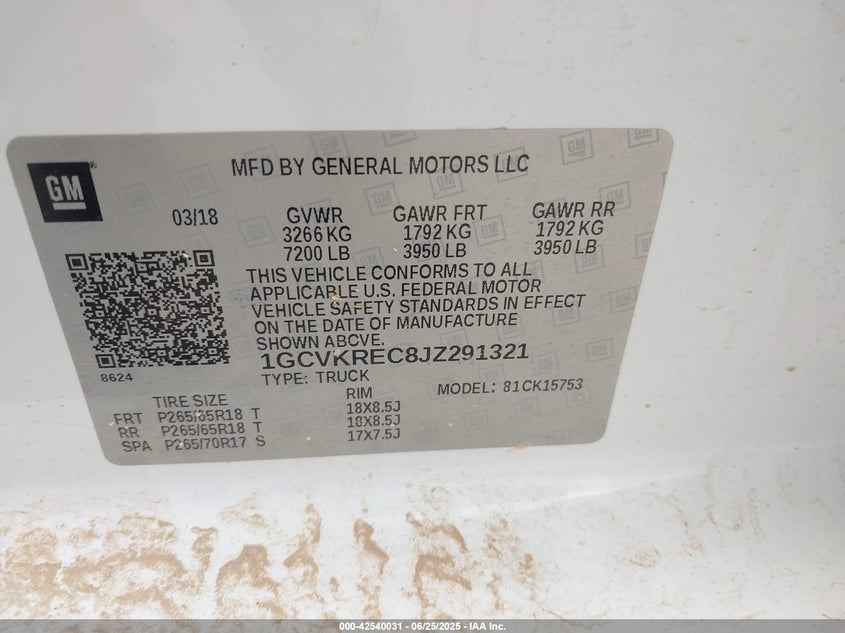 GM
MFD BY GENERAL MOTORS LLC
03/18 GVWR GAWR FRT GAWR RR
3266 KG 1792 KG 1792 KG
7200 LB 3950 LB 3950 LB
THIS VEHICLE CONFORMS TO ALL
APPLICABLE U.S. FEDERAL MOTOR
VEHICLE SAFETY STANDARDS IN EFFECT
ON THE DATE OF MANUFACTURE
SHOWN ABOVE.
1GCVKREC8JZ291321
8624
TYPE: TRUCK MODEL: 81CK15753
TIRE SIZE RIM
FRT P265/65R18 T 18X8.5J
RR P265/65R18 T 18X8.5J
SPA P265/70R17 S 17X7.5J
000-42540031 - 06/25/2025 - IAA Inc.